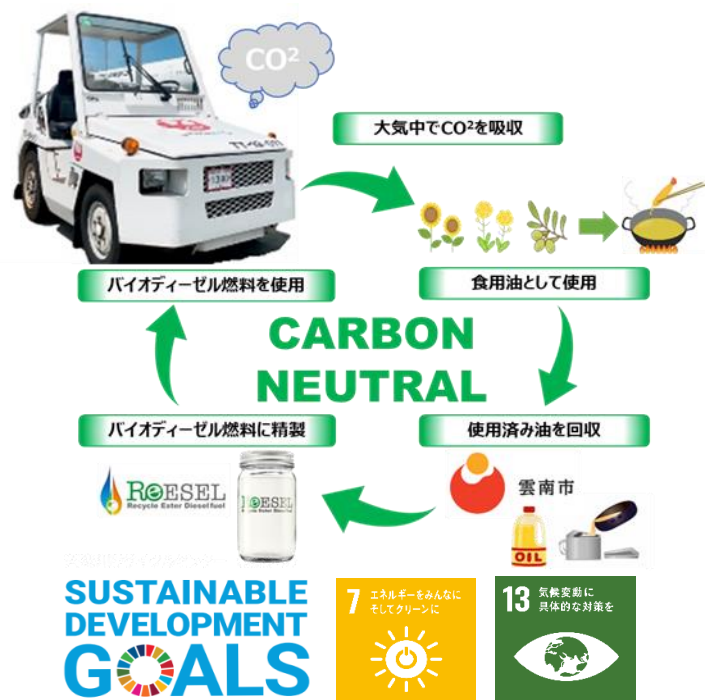 CO²
大気中でCO²を吸収
バイオディーゼル燃料を使用
食用油として使用
CARBON
NEUTRAL
バイオディーゼル燃料に精製
使用済み油を回収
ReESEL
Recycle Ester Diesel fuel
ReESEL
雲南市
OIL
SUSTAINABLE
DEVELOPMENT
GOALS
7 エネルギーをみんなに
そしてクリーンに
13 気候変動に
具体的な対策を